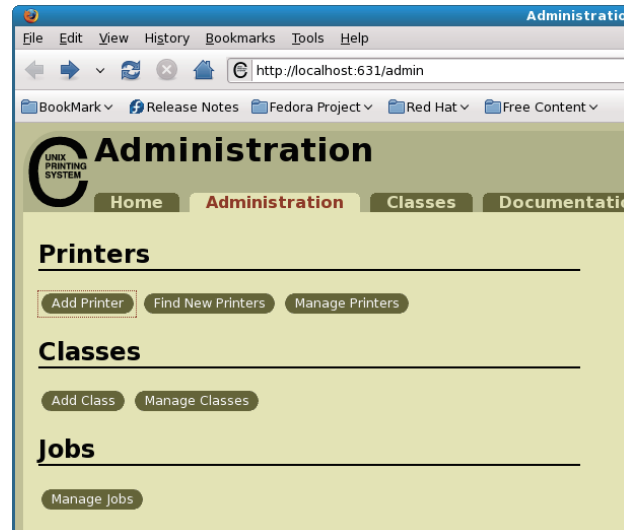 Administratio
File Edit View History Bookmarks Tools Help
http://localhost:631/admin
BookMark Release Notes Fedora Project Red Hat Free Content
UNIX
PRINTING
SYSTEM
Administration
Home Administration Classes Documentatio
Printers
Add Printer Find New Printers Manage Printers
Classes
Add Class Manage Classes
Jobs
Manage Jobs